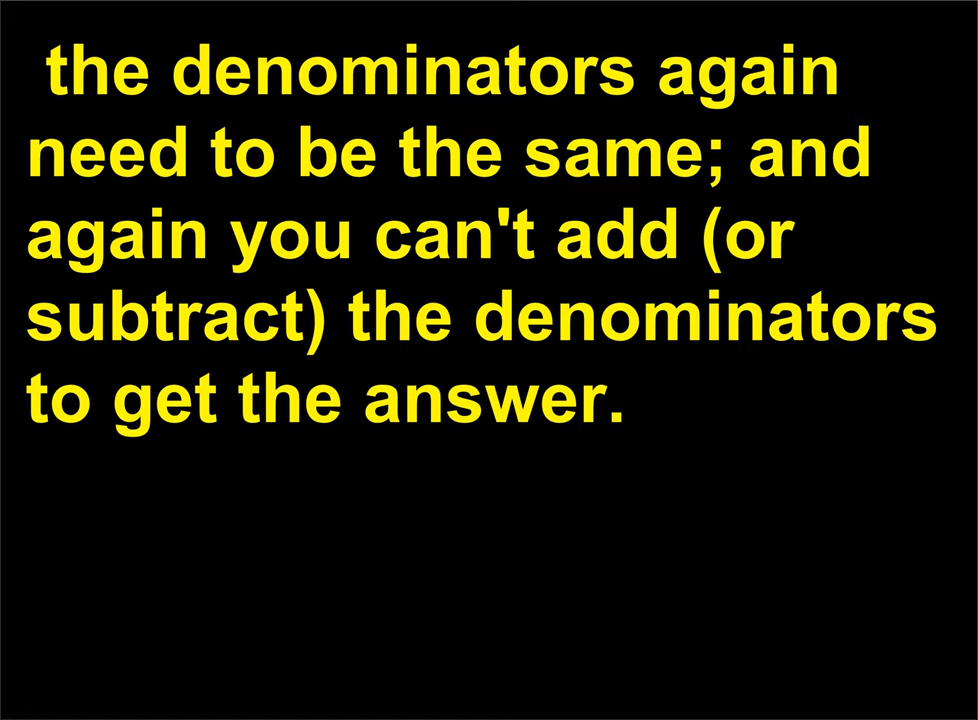 the denominators again
need to be the same; and
again you can't add (or
subtract) the denominators
to get the answer.